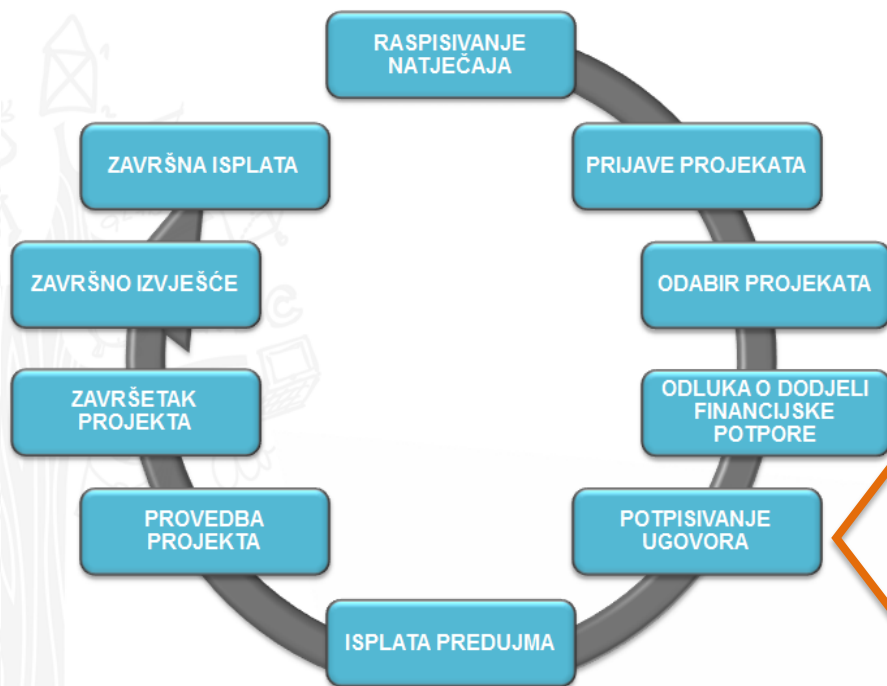 RASPISIVANJE
NATJEČAJA
PRIJAVE PROJEKATA
ODABIR PROJEKATA
ODLUKA O DODJELI
FINANCIJSKE
POTPORE
POTPISIVANJE
UGOVORA
ISPLATA PREDUJMA
PROVEDBA
PROJEKTA
ZAVRŠETAK
PROJEKTA
ZAVRŠNO IZVJEŠĆE
ZAVRŠNA ISPLATA